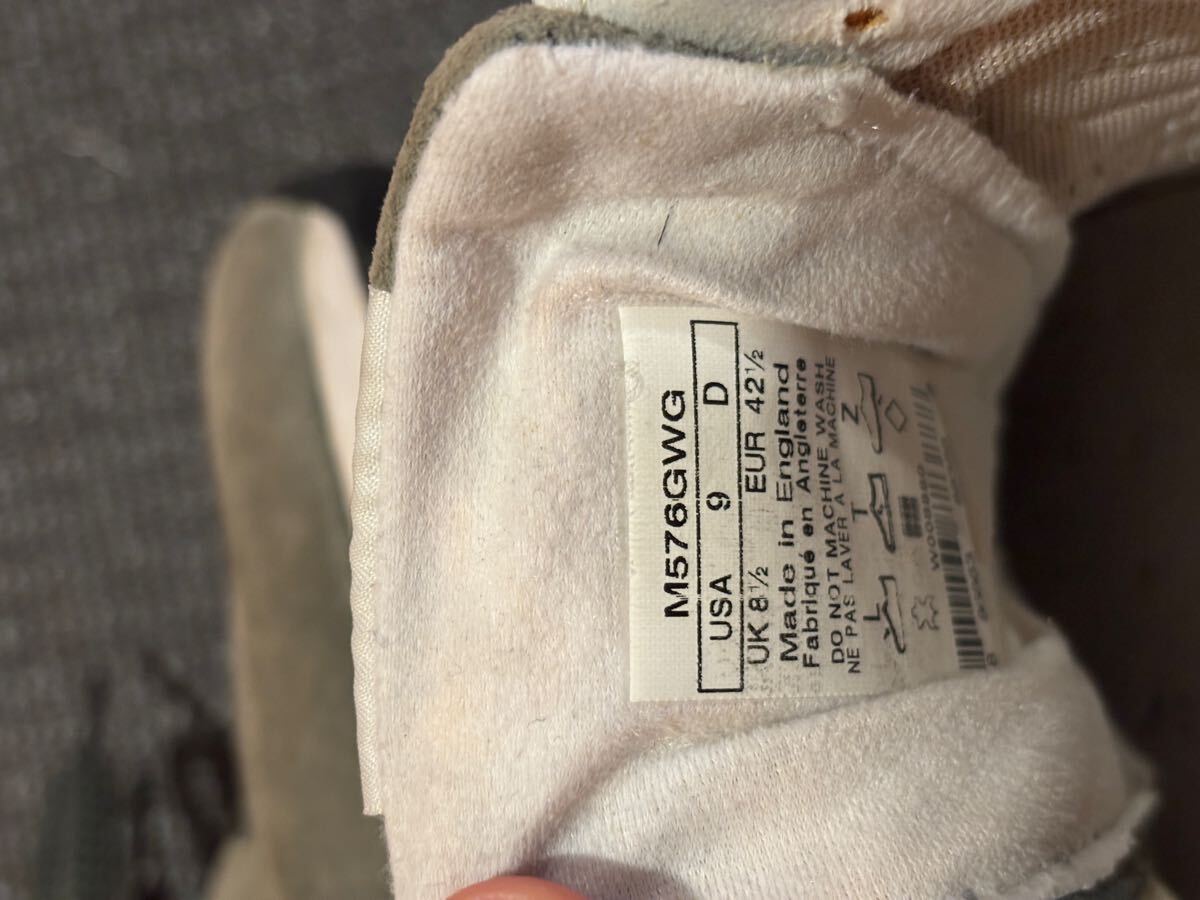 M576GWG
USA 9 D
UK 8½ EUR 42½
Made in England
Fabriqué en Angleterre
DO NOT MACHINE WASH
NE PAS LAVER A LA MACHINE
L T Z